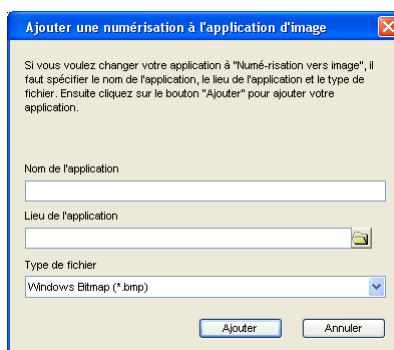 Ajouter une numérisation à l'application d'image
Si vous voulez changer votre application à "Numé-risation vers image", il
faut spécifier le nom de l'application, le lieu de l'application et le type de
fichier. Ensuite cliquez sur le bouton "Ajouter" pour ajouter votre
application.
Nom de l'application
Lieu de l'application
Type de fichier
Windows Bitmap (*.bmp)
Ajouter Annuler